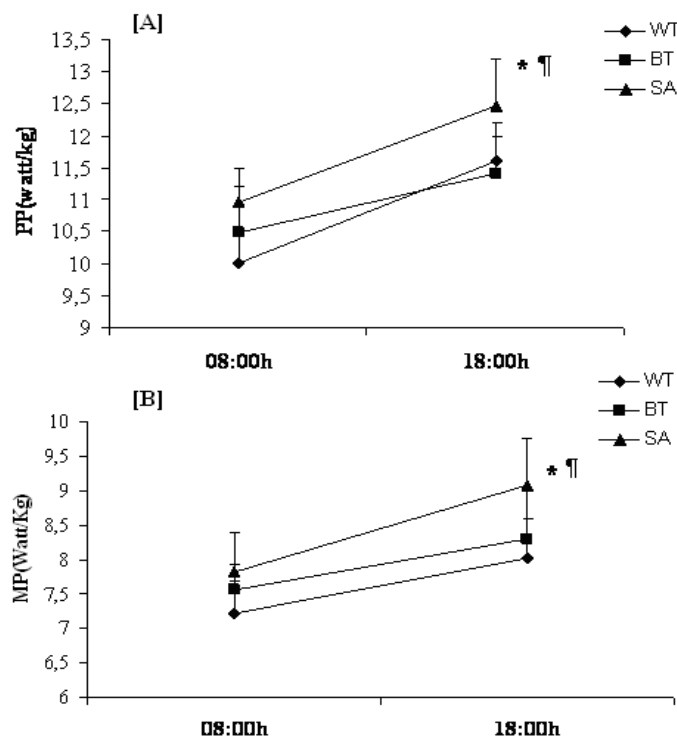 [A]
WT
BT
SA
13,5
13
12,5
12
11,5
11
10,5
10
9,5
9
PP(watt/kg)
* ¶
08:00h 18:00h
[B]
WT
BT
SA
10
9,5
9
8,5
8
7,5
7
6,5
6
MP(Watt/Kg)
* ¶
08:00h 18:00h